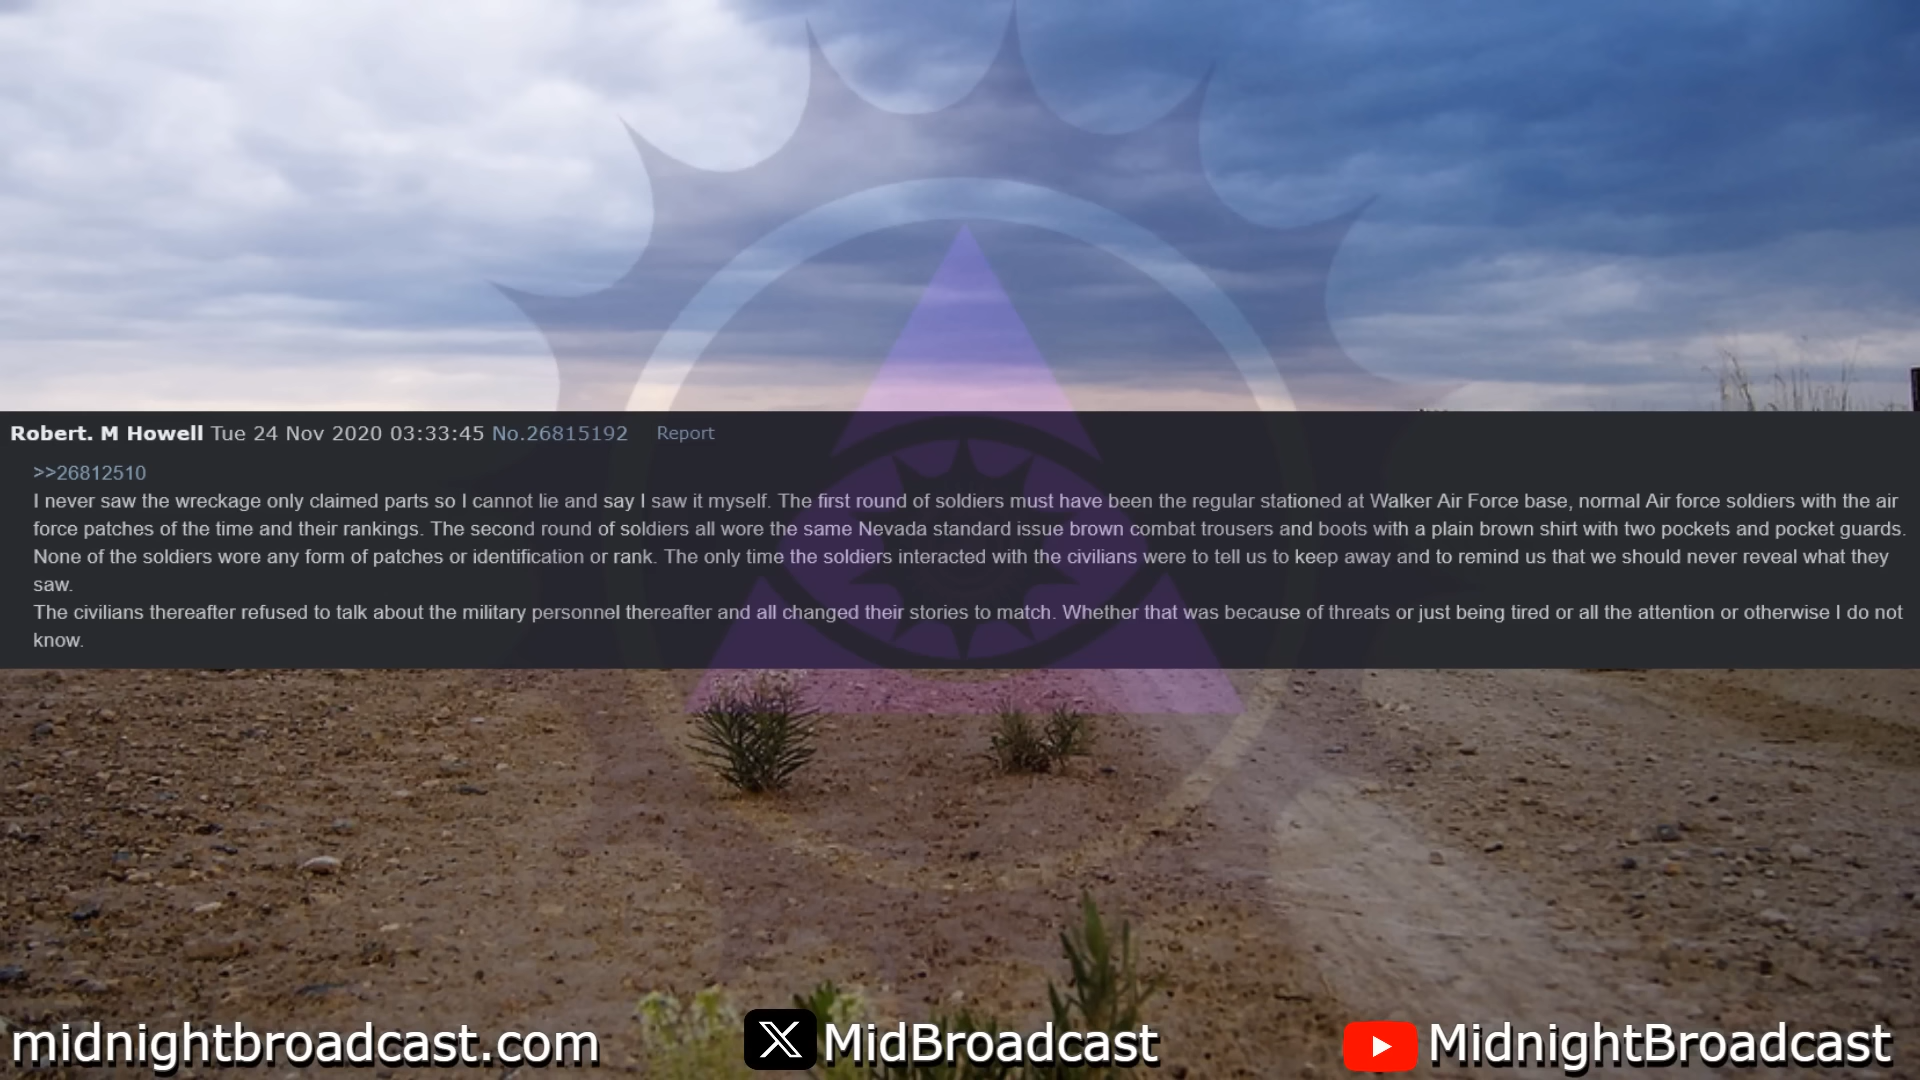 Robert. M Howell Tue 24 Nov 2020 03:33:45 No.26815192 Report
>>26812510
I never saw the wreckage only claimed parts so I cannot lie and say I saw it myself. The first round of soldiers must have been the regular stationed at Walker Air Force base, normal Air force soldiers with the air
force patches of the time and their rankings. The second round of soldiers all wore the same Nevada standard issue brown combat trousers and boots with a plain brown shirt with two pockets and pocket guards.
None of the soldiers wore any form of patches or identification or rank. The only time the soldiers interacted with the civilians were to tell us to keep away and to remind us that we should never reveal what they
saw.
The civilians thereafter refused to talk about the military personnel thereafter and all changed their stories to match. Whether that was because of threats or just being tired or all the attention or otherwise I do not
know.
midnightbroadcast.com MidBroadcast MidnightBroadcast